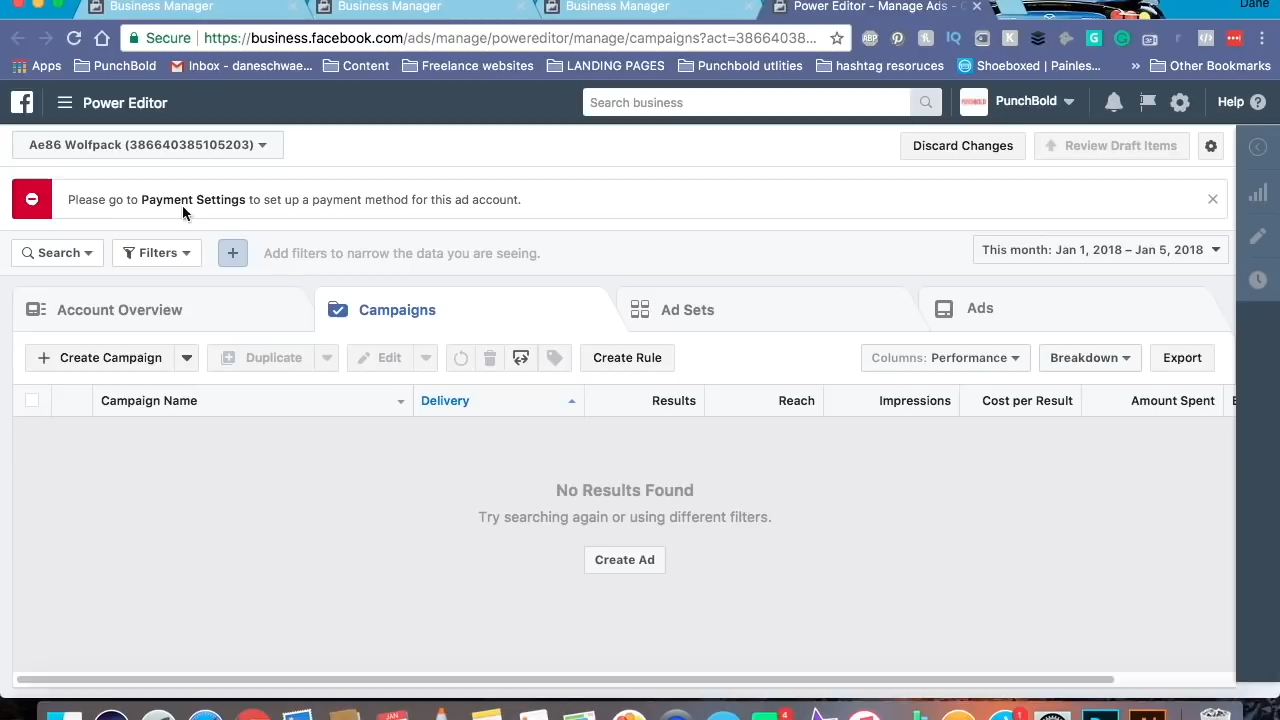 Business Manager
Business Manager
Business Manager
Power Editor - Manage Ads -
Dane
Secure https://business.facebook.com/ads/manage/powereditor/manage/campaigns?act=38664038...
Apps PunchBold Inbox - daneschwae... Content Freelance websites LANDING PAGES Punchbold utlities hashtag resoruces Shoeboxed | Painles... » Other Bookmarks
Power Editor
Search business
PunchBold
Help
Ae86 Wolfpack (386640385105203)
Discard Changes
Review Draft Items
Please go to Payment Settings to set up a payment method for this ad account.
Search
Filters
Add filters to narrow the data you are seeing.
This month: Jan 1, 2018 – Jan 5, 2018
Account Overview
Campaigns
Ad Sets
Ads
Create Campaign
Duplicate
Edit
Create Rule
Columns: Performance
Breakdown
Export
Campaign Name
Delivery
Results
Reach
Impressions
Cost per Result
Amount Spent
No Results Found
Try searching again or using different filters.
Create Ad
JAN
4
1